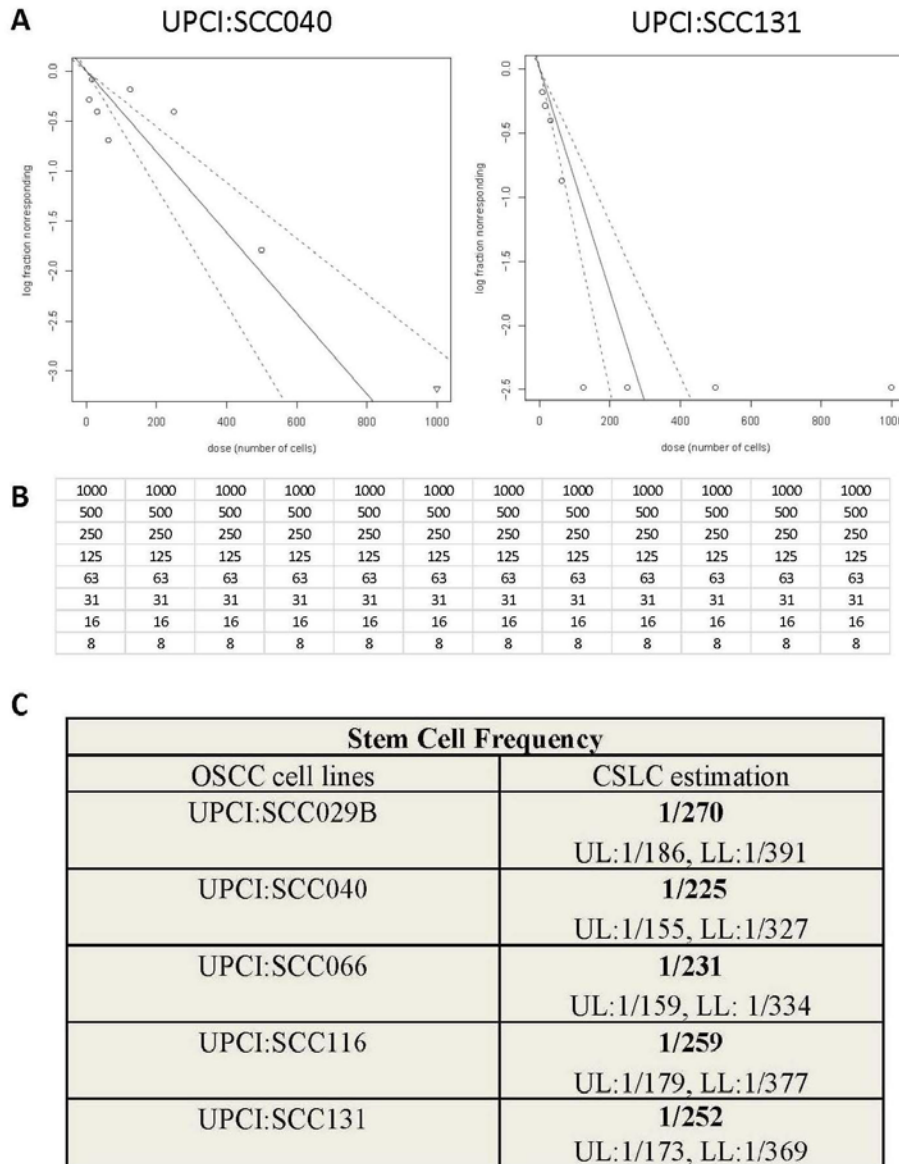 A
UPCI:SCC040
UPCI:SCC131
0.0
-0.5
-1.0
-1.5
-2.0
-2.5
-3.0
log fraction nonresponding
0 200 400 600 800 1000
dose (number of cells)
0.0
-0.5
-1.0
-1.5
-2.0
-2.5
log fraction nonresponding
0 200 400 600 800 1000
dose (number of cells)
B
1000 1000 1000 1000 1000 1000 1000 1000 1000 1000 1000
500 500 500 500 500 500 500 500 500 500 500
250 250 250 250 250 250 250 250 250 250 250
125 125 125 125 125 125 125 125 125 125 125
63 63 63 63 63 63 63 63 63 63 63
31 31 31 31 31 31 31 31 31 31 31
16 16 16 16 16 16 16 16 16 16 16
8 8 8 8 8 8 8 8 8 8 8
C
Stem Cell Frequency
OSCC cell lines CSLC estimation
UPCI:SCC029B 1/270
UL:1/186, LL:1/391
UPCI:SCC040 1/225
UL:1/155, LL:1/327
UPCI:SCC066 1/231
UL:1/159, LL: 1/334
UPCI:SCC116 1/259
UL:1/179, LL:1/377
UPCI:SCC131 1/252
UL:1/173, LL:1/369